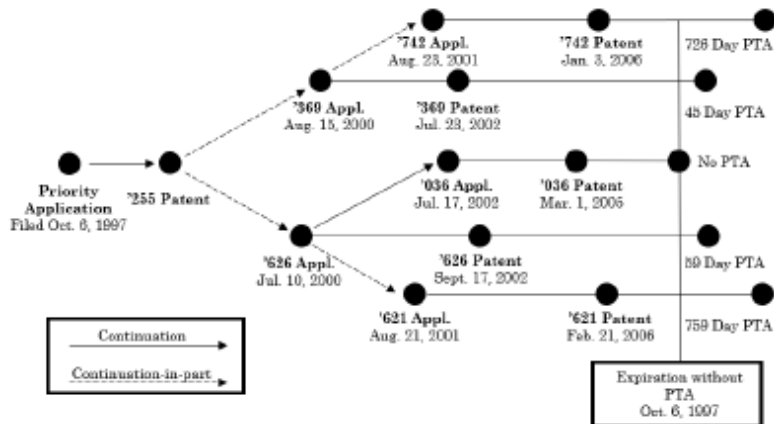 '742 Appl.
Aug. 23, 2001
'742 Patent
Jan. 3, 2006
726 Day PTA
'369 Appl.
Aug. 15, 2000
'369 Patent
Jul. 23, 2002
45 Day PTA
Priority
Application
Filed Oct. 6, 1997
'255 Patent
'036 Appl.
Jul. 17, 2002
'036 Patent
Mar. 1, 2005
No PTA
'626 Appl.
Jul. 10, 2000
'626 Patent
Sept. 17, 2002
59 Day PTA
'621 Appl.
Aug. 21, 2001
'621 Patent
Feb. 21, 2006
759 Day PTA
Continuation
Continuation-in-part
Expiration without
PTA
Oct. 6, 1997